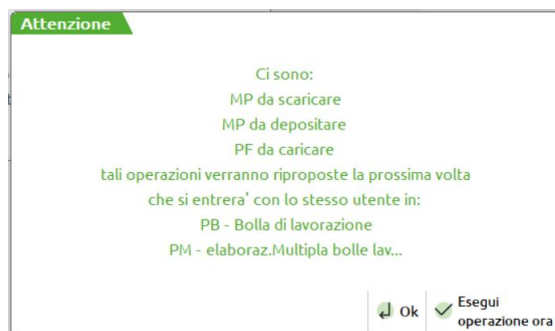 Attenzione
Ci sono:
MP da scaricare
MP da depositare
PF da caricare
tali operazioni verranno riproposte la prossima volta
che si entrera' con lo stesso utente in:
PB - Bolla di lavorazione
PM - elaboraz.Multipla bolle lav...
Ok
Esegui
operazione ora